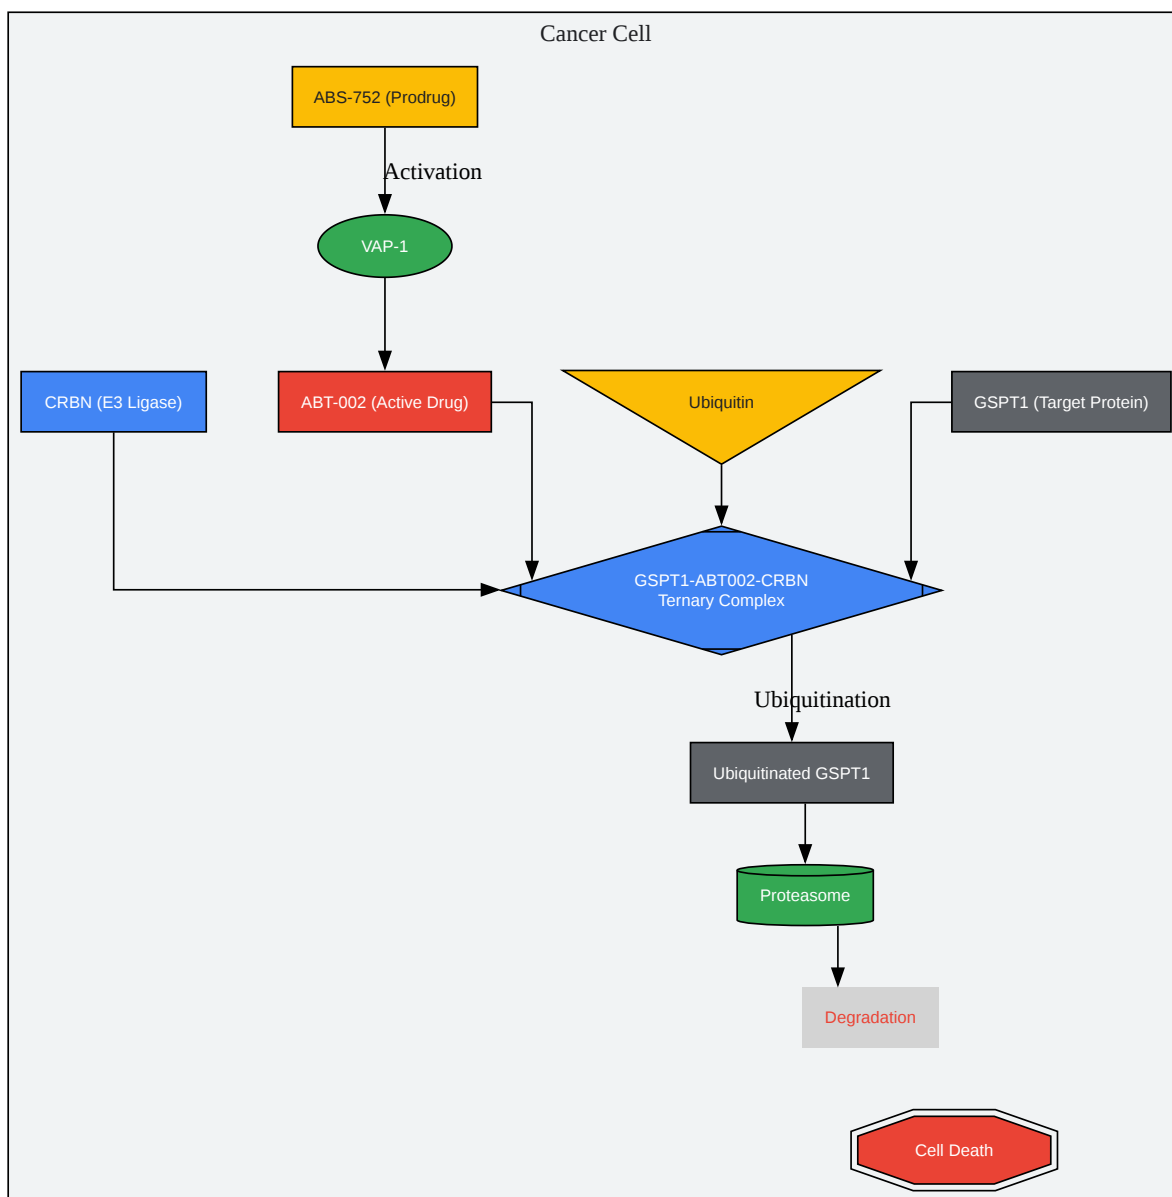 Cancer Cell
ABS-752 (Prodrug)
Activation
VAP-1
CRBN (E3 Ligase)
ABT-002 (Active Drug)
Ubiquitin
GSPT1 (Target Protein)
GSPT1-ABT002-CRBN
Ternary Complex
Ubiquitination
Ubiquitinated GSPT1
Proteasome
Degradation
Cell Death